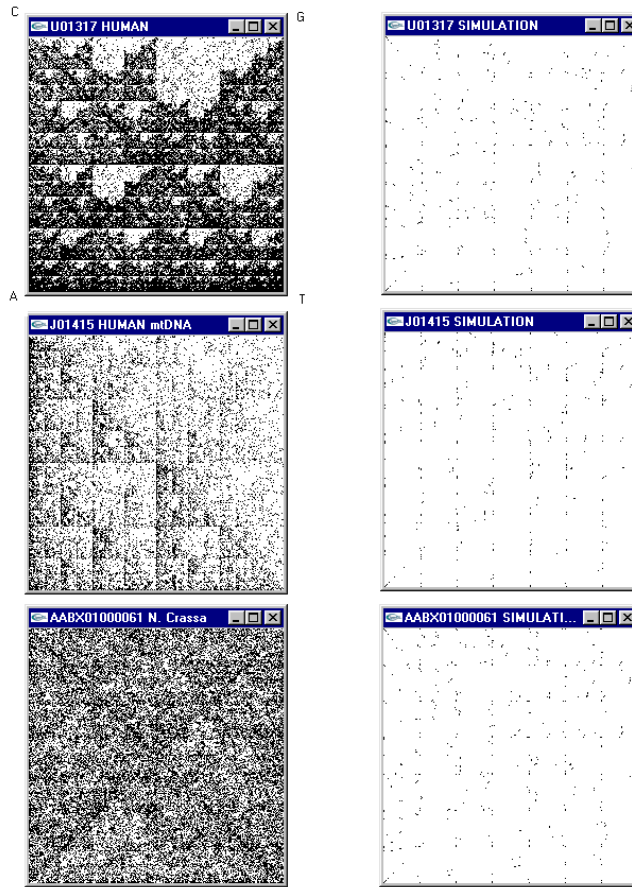 C
G
U01317 HUMAN
U01317 SIMULATION
A
T
J01415 HUMAN mtDNA
J01415 SIMULATION
AABX01000061 N. Crassa
AABX01000061 SIMULATI...